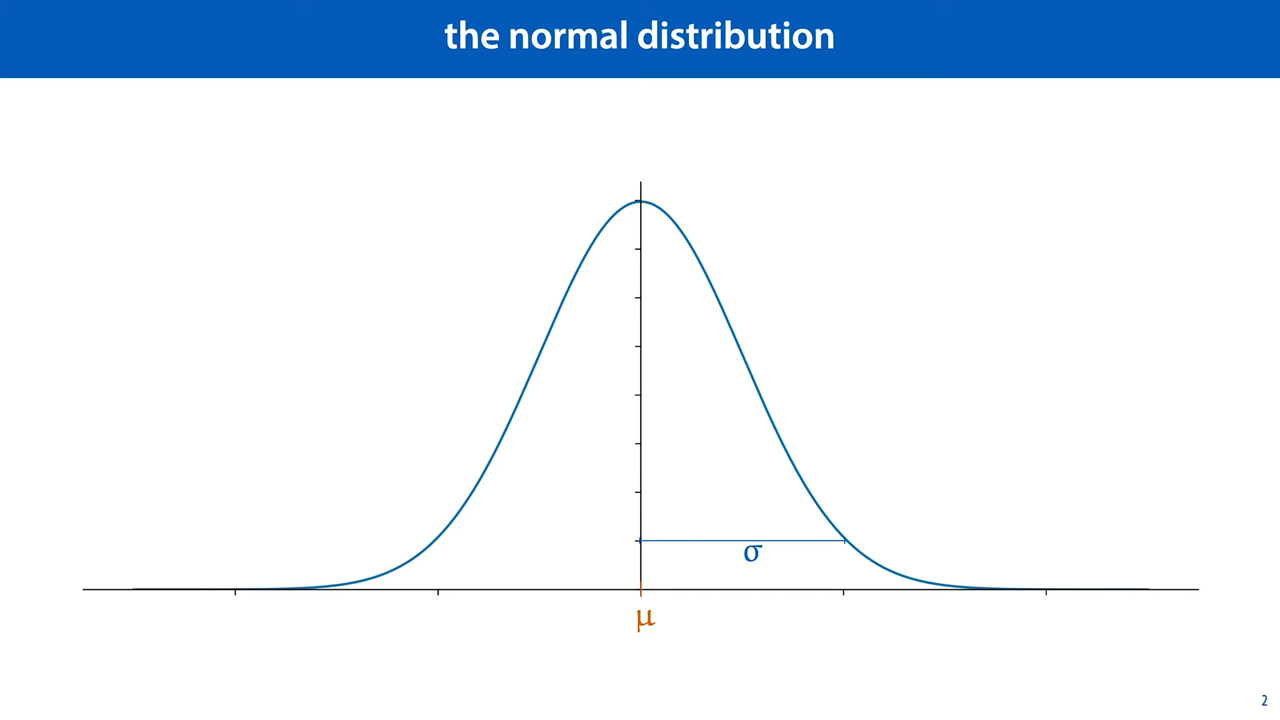 the normal distribution
σ
μ
2